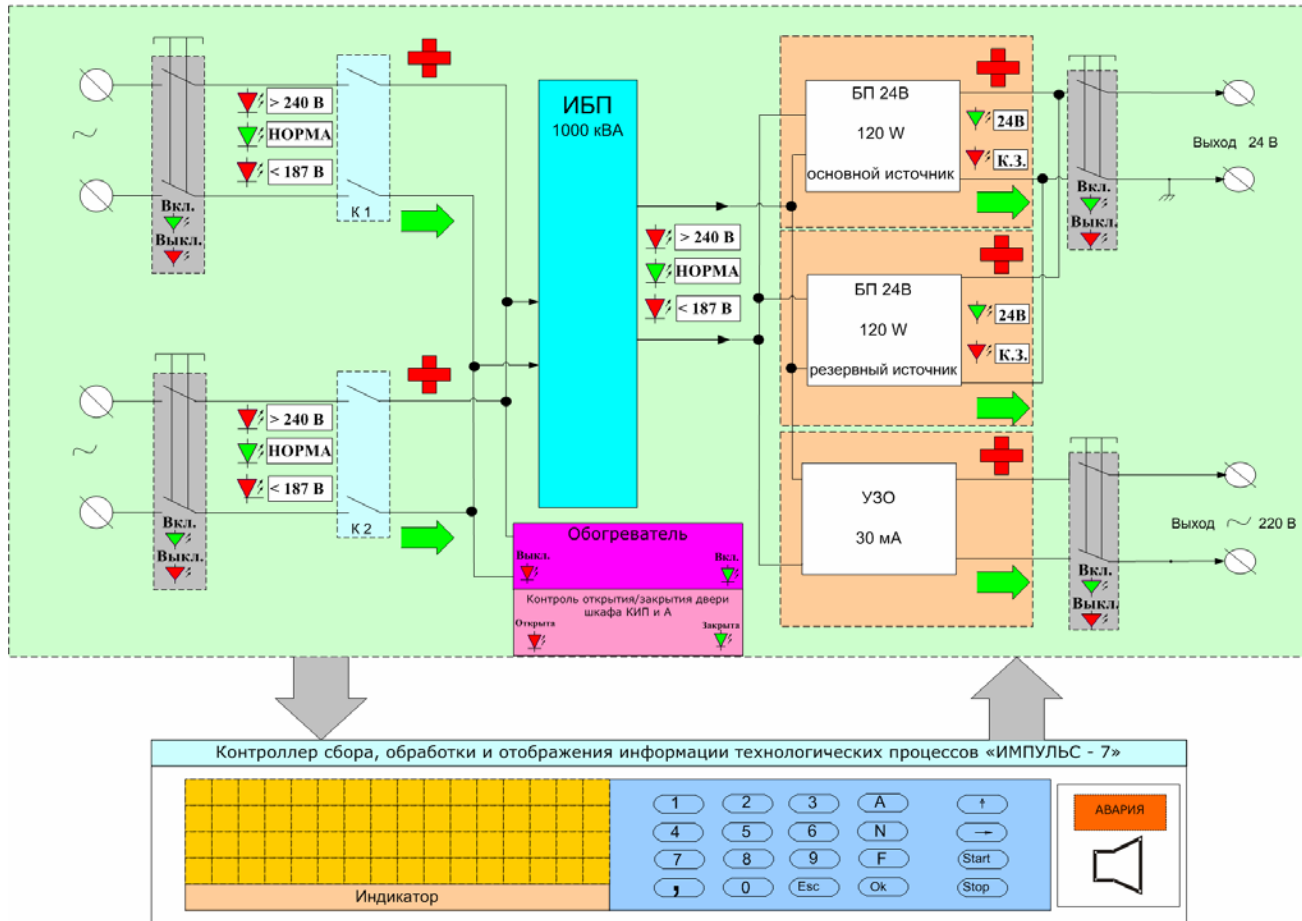 > 240 В
НОРМА
< 187 В
Вкл.
Выкл.
К 1
> 240 В
НОРМА
< 187 В
Вкл.
Выкл.
К 2
ИБП
1000 кВА
> 240 В
НОРМА
< 187 В
Обогреватель
Выкл.
Вкл.
Контроль открытия/закрытия двери
шкафа КИП и А
Открыта
Закрыта
БП 24В
120 W
основной источник
24В
К.З.
БП 24В
120 W
резервный источник
24В
К.З.
УЗО
30 мА
Вкл.
Выкл.
Выход 24 В
Вкл.
Выкл.
Выход ~ 220 В
Контроллер сбора, обработки и отображения информации технологических процессов «ИМПУЛЬС - 7»
Индикатор
1 2 3 A ↑
4 5 6 N →
7 8 9 F Start
, 0 Esc Ok Stop
АВАРИЯ